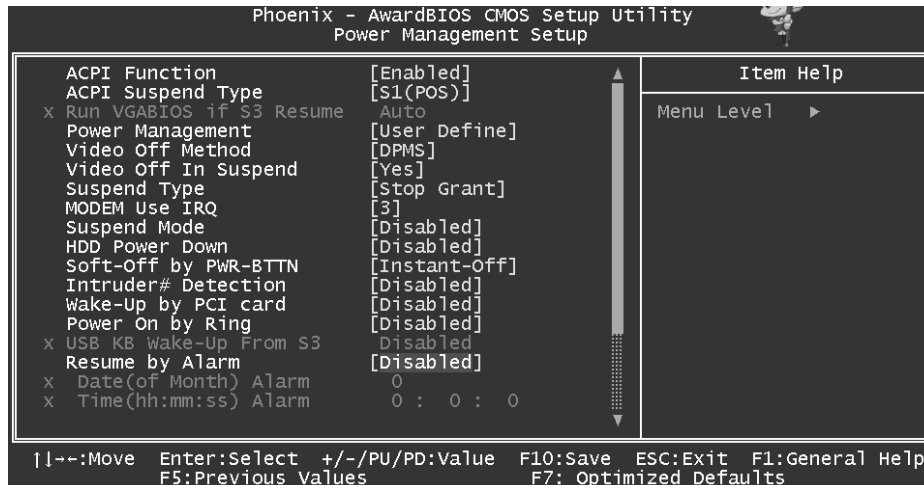 Phoenix - AwardBIOS CMOS Setup Utility
Power Management Setup
ACPI Function [Enabled]
ACPI Suspend Type [S1(POS)]
x Run VGABIOS if S3 Resume Auto
Power Management [User Define]
Video Off Method [DPMS]
Video Off In Suspend [Yes]
Suspend Type [Stop Grant]
MODEM Use IRQ [3]
Suspend Mode [Disabled]
HDD Power Down [Disabled]
Soft-Off by PWR-BTTN [Instant-Off]
Intruder# Detection [Disabled]
Wake-Up by PCI card [Disabled]
Power On by Ring [Disabled]
x USB KB Wake-Up From S3 Disabled
Resume by Alarm [Disabled]
x Date(of Month) Alarm 0
x Time(hh:mm:ss) Alarm 0 : 0 : 0
Item Help
Menu Level ▶
↑↓→←:Move Enter:Select +/-/PU/PD:Value F10:Save ESC:Exit F1:General Help
F5:Previous Values F7: Optimized Defaults